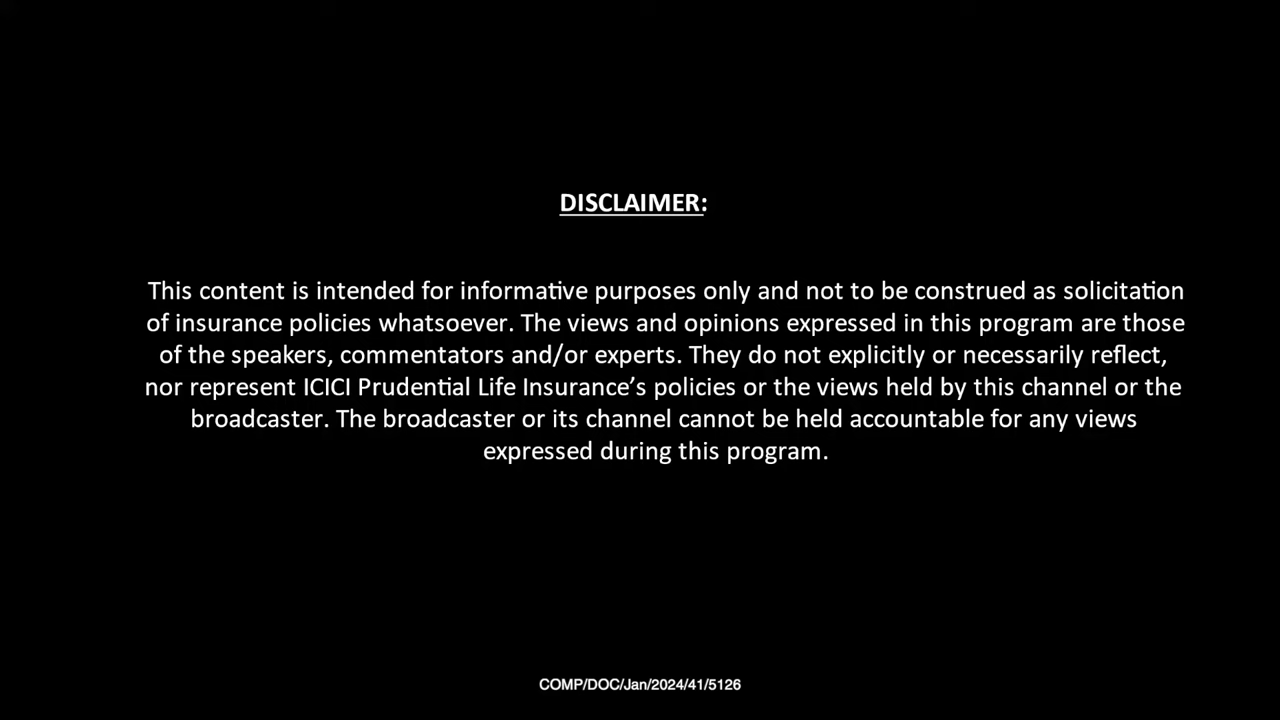 DISCLAIMER:
This content is intended for informative purposes only and not to be construed as solicitation
of insurance policies whatsoever. The views and opinions expressed in this program are those
of the speakers, commentators and/or experts. They do not explicitly or necessarily reflect,
nor represent ICICI Prudential Life Insurance’s policies or the views held by this channel or the
broadcaster. The broadcaster or its channel cannot be held accountable for any views
expressed during this program.
COMP/DOC/Jan/2024/41/5126